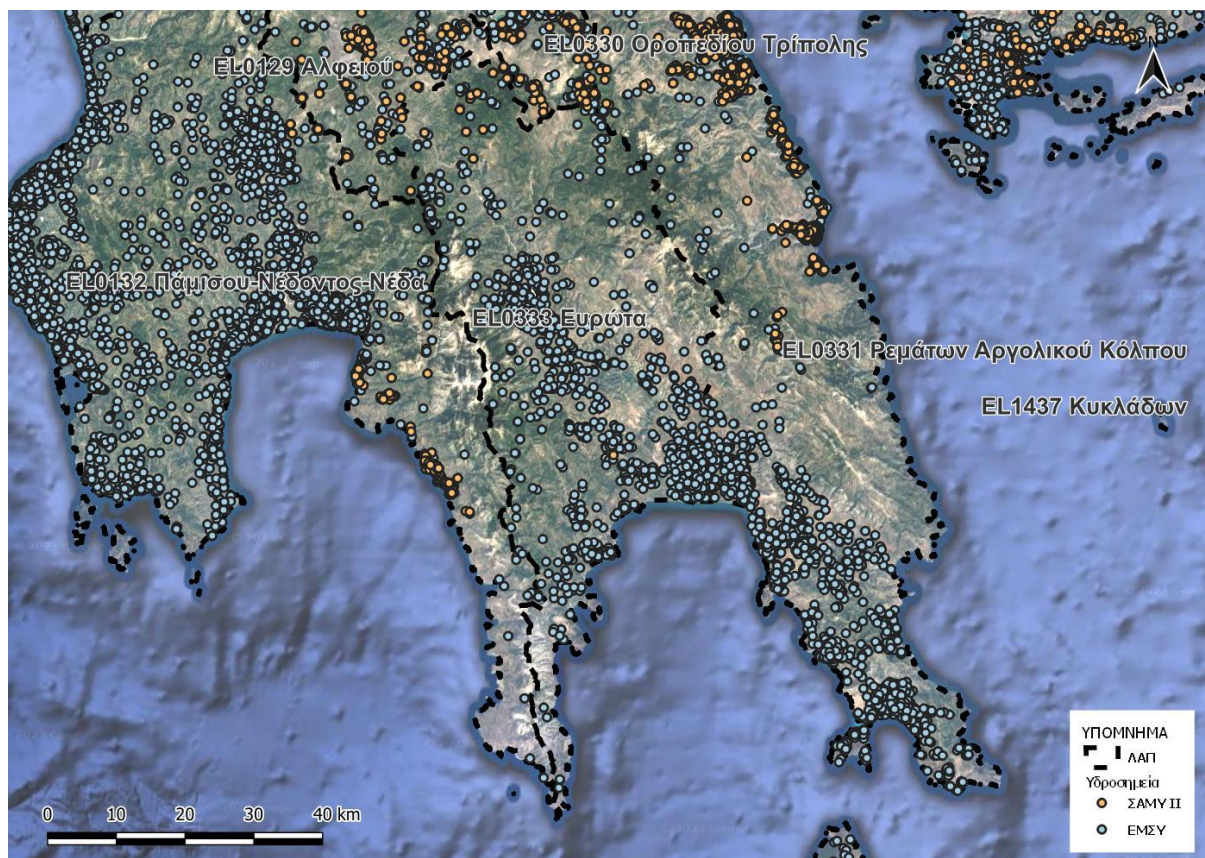 EL0330 Οροπεδίου Τρίπολης
EL0129 Αλφειού
EL0132 Πάμισου-Νέδοντος-Νέδα
EL0333 Ευρώτα
EL0331 Ρεμάτων Αργολικού Κόλπου
EL1437 Κυκλάδων
ΥΠΟΜΝΗΜΑ
ΛΑΠ
Υδροσημεία
ΣΑΜΥ ΙΙ
ΕΜΣΥ
0 10 20 30 40 km